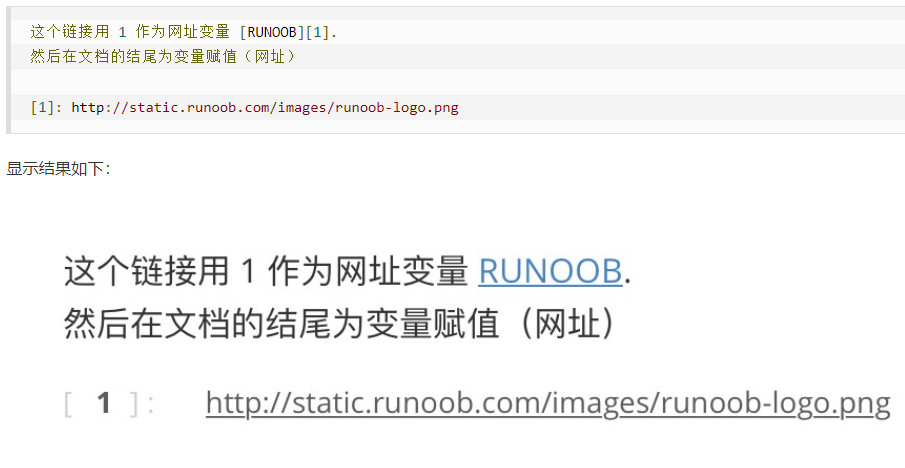 这个链接用 1 作为网址变量 [RUNOOB][1].
然后在文档的结尾为变量赋值（网址）
[1]: http://static.runoob.com/images/runoob-logo.png
显示结果如下：
这个链接用 1 作为网址变量 RUNOOB.
然后在文档的结尾为变量赋值（网址）
[ 1 ]: http://static.runoob.com/images/runoob-logo.png